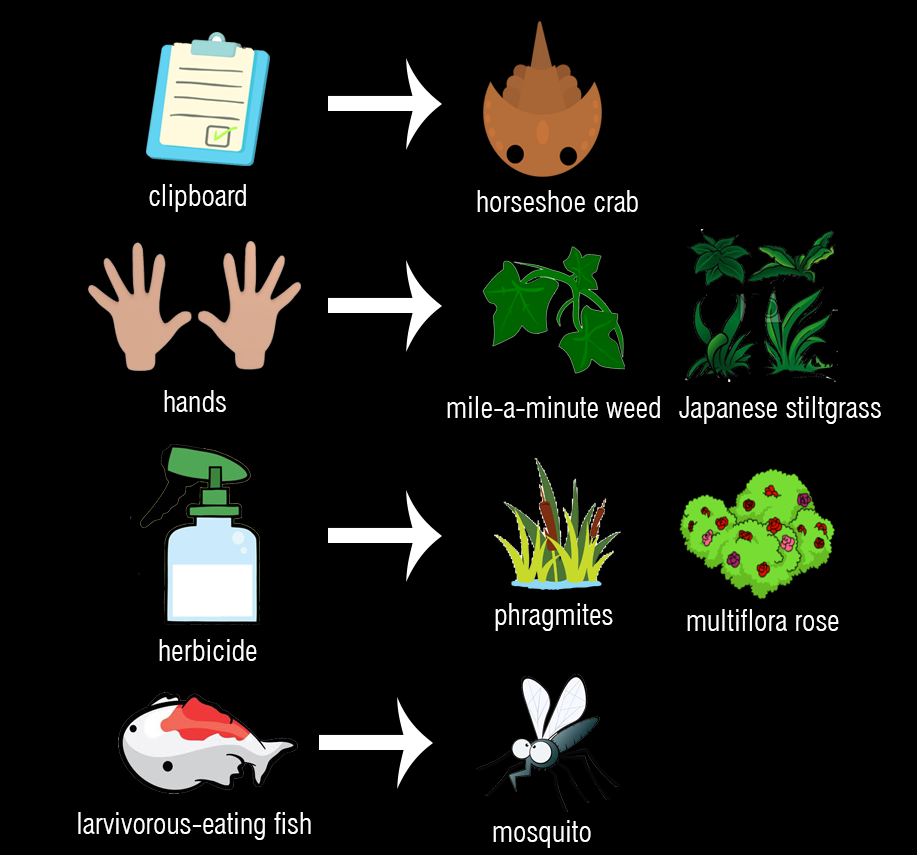 clipboard
horseshoe crab
hands
mile-a-minute weed
Japanese stiltgrass
herbicide
phragmites
multiflora rose
larvivorous-eating fish
mosquito